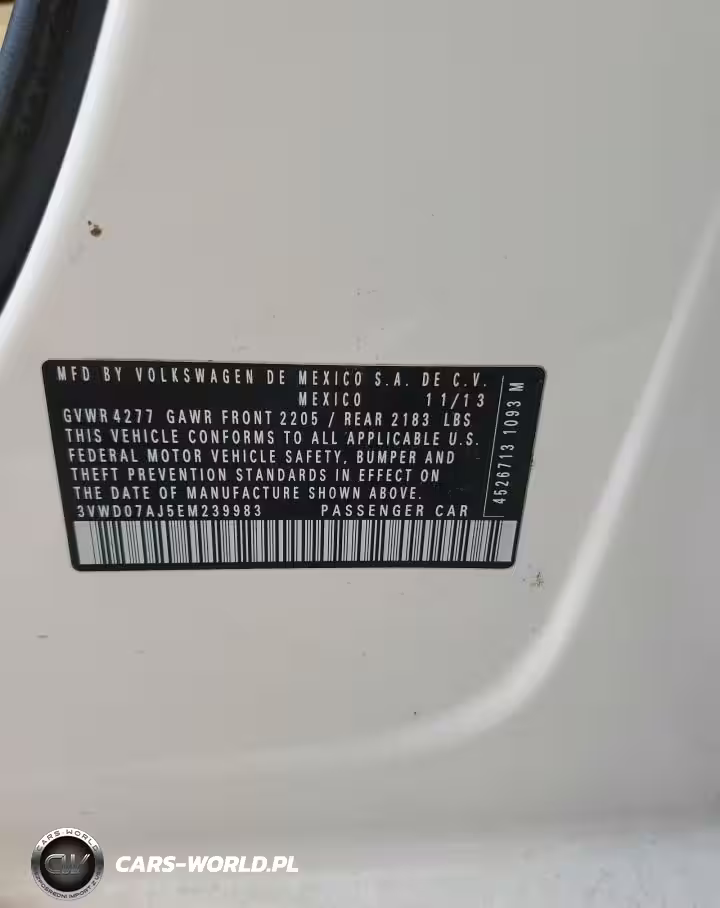 MFD BY VOLKSWAGEN DE MEXICO S.A. DE C.V.
MEXICO 11/13
GVWR 4277 GAWR FRONT 2205 / REAR 2183 LBS
THIS VEHICLE CONFORMS TO ALL APPLICABLE U.S.
FEDERAL MOTOR VEHICLE SAFETY, BUMPER AND
THEFT PREVENTION STANDARDS IN EFFECT ON
THE DATE OF MANUFACTURE SHOWN ABOVE.
3VWD07AJ5EM239983 PASSENGER CAR
4526713 1093 M
CARS-WORLD
CW
CARS-WORLD.PL